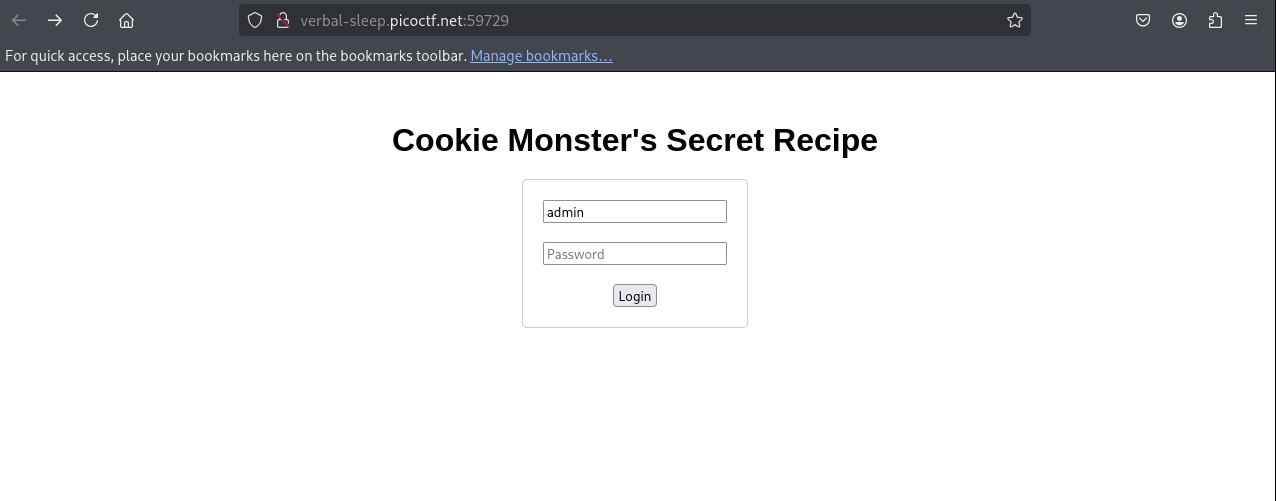 verbal-sleep.picoctf.net:59729
For quick access, place your bookmarks here on the bookmarks toolbar. Manage bookmarks…
Cookie Monster's Secret Recipe
admin
Password
Login